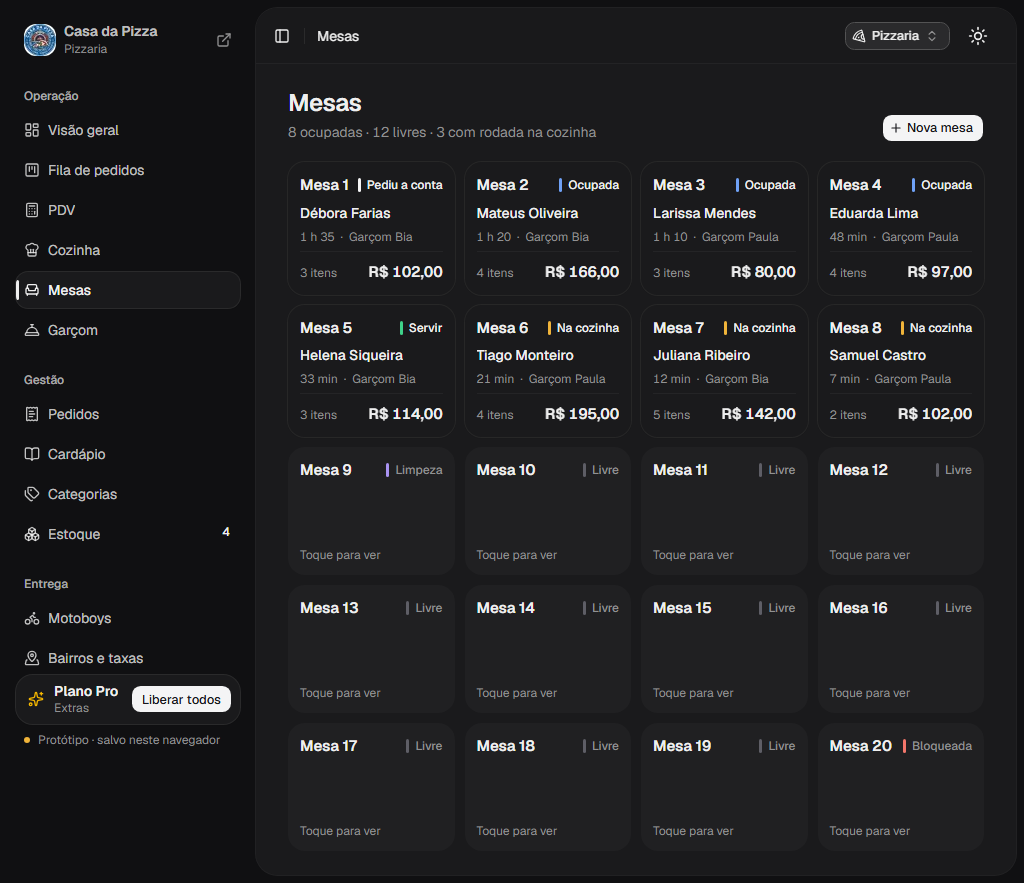 Casa da Pizza
Pizzaria
Operação
Visão geral
Fila de pedidos
PDV
Cozinha
Mesas
Garçom
Gestão
Pedidos
Cardápio
Categorias
Estoque 4
Entrega
Motoboys
Bairros e taxas
Plano Pro
Extras
Liberar todos
Protótipo · salvo neste navegador
Mesas
Pizzaria
Mesas
8 ocupadas · 12 livres · 3 com rodada na cozinha
+ Nova mesa
Mesa 1 Pediu a conta
Débora Farias
1 h 35 · Garçom Bia
3 itens R$ 102,00
Mesa 2 Ocupada
Mateus Oliveira
1 h 20 · Garçom Bia
4 itens R$ 166,00
Mesa 3 Ocupada
Larissa Mendes
1 h 10 · Garçom Paula
3 itens R$ 80,00
Mesa 4 Ocupada
Eduarda Lima
48 min · Garçom Paula
4 itens R$ 97,00
Mesa 5 Servir
Helena Siqueira
33 min · Garçom Bia
3 itens R$ 114,00
Mesa 6 Na cozinha
Tiago Monteiro
21 min · Garçom Paula
4 itens R$ 195,00
Mesa 7 Na cozinha
Juliana Ribeiro
12 min · Garçom Bia
5 itens R$ 142,00
Mesa 8 Na cozinha
Samuel Castro
7 min · Garçom Paula
2 itens R$ 102,00
Mesa 9 Limpeza
Toque para ver
Mesa 10 Livre
Toque para ver
Mesa 11 Livre
Toque para ver
Mesa 12 Livre
Toque para ver
Mesa 13 Livre
Toque para ver
Mesa 14 Livre
Toque para ver
Mesa 15 Livre
Toque para ver
Mesa 16 Livre
Toque para ver
Mesa 17 Livre
Toque para ver
Mesa 18 Livre
Toque para ver
Mesa 19 Livre
Toque para ver
Mesa 20 Bloqueada
Toque para ver